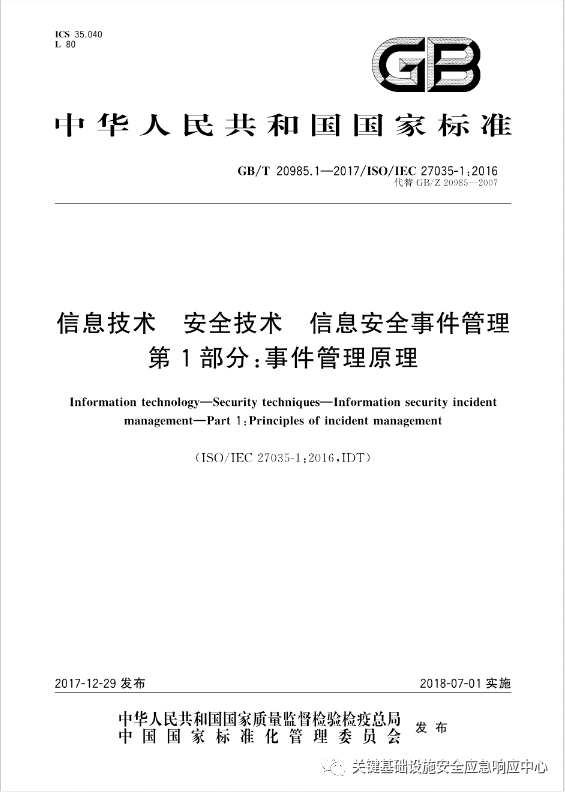 ICS 35.040
L 80
GB
中华人民共和国国家标准
GB/T 20985.1—2017/ISO/IEC 27035-1:2016
代替 GB/Z 20985—2007
信息技术 安全技术 信息安全事件管理
第 1 部分:事件管理原理
Information technology—Security techniques—Information security incident
management—Part 1:Principles of incident management
(ISO/IEC 27035-1:2016,IDT)
2017-12-29 发布
2018-07-01 实施
中华人民共和国国家质量监督检验检疫总局
中国国家标准化管理委员会
发布
关键基础设施安全应急响应中心